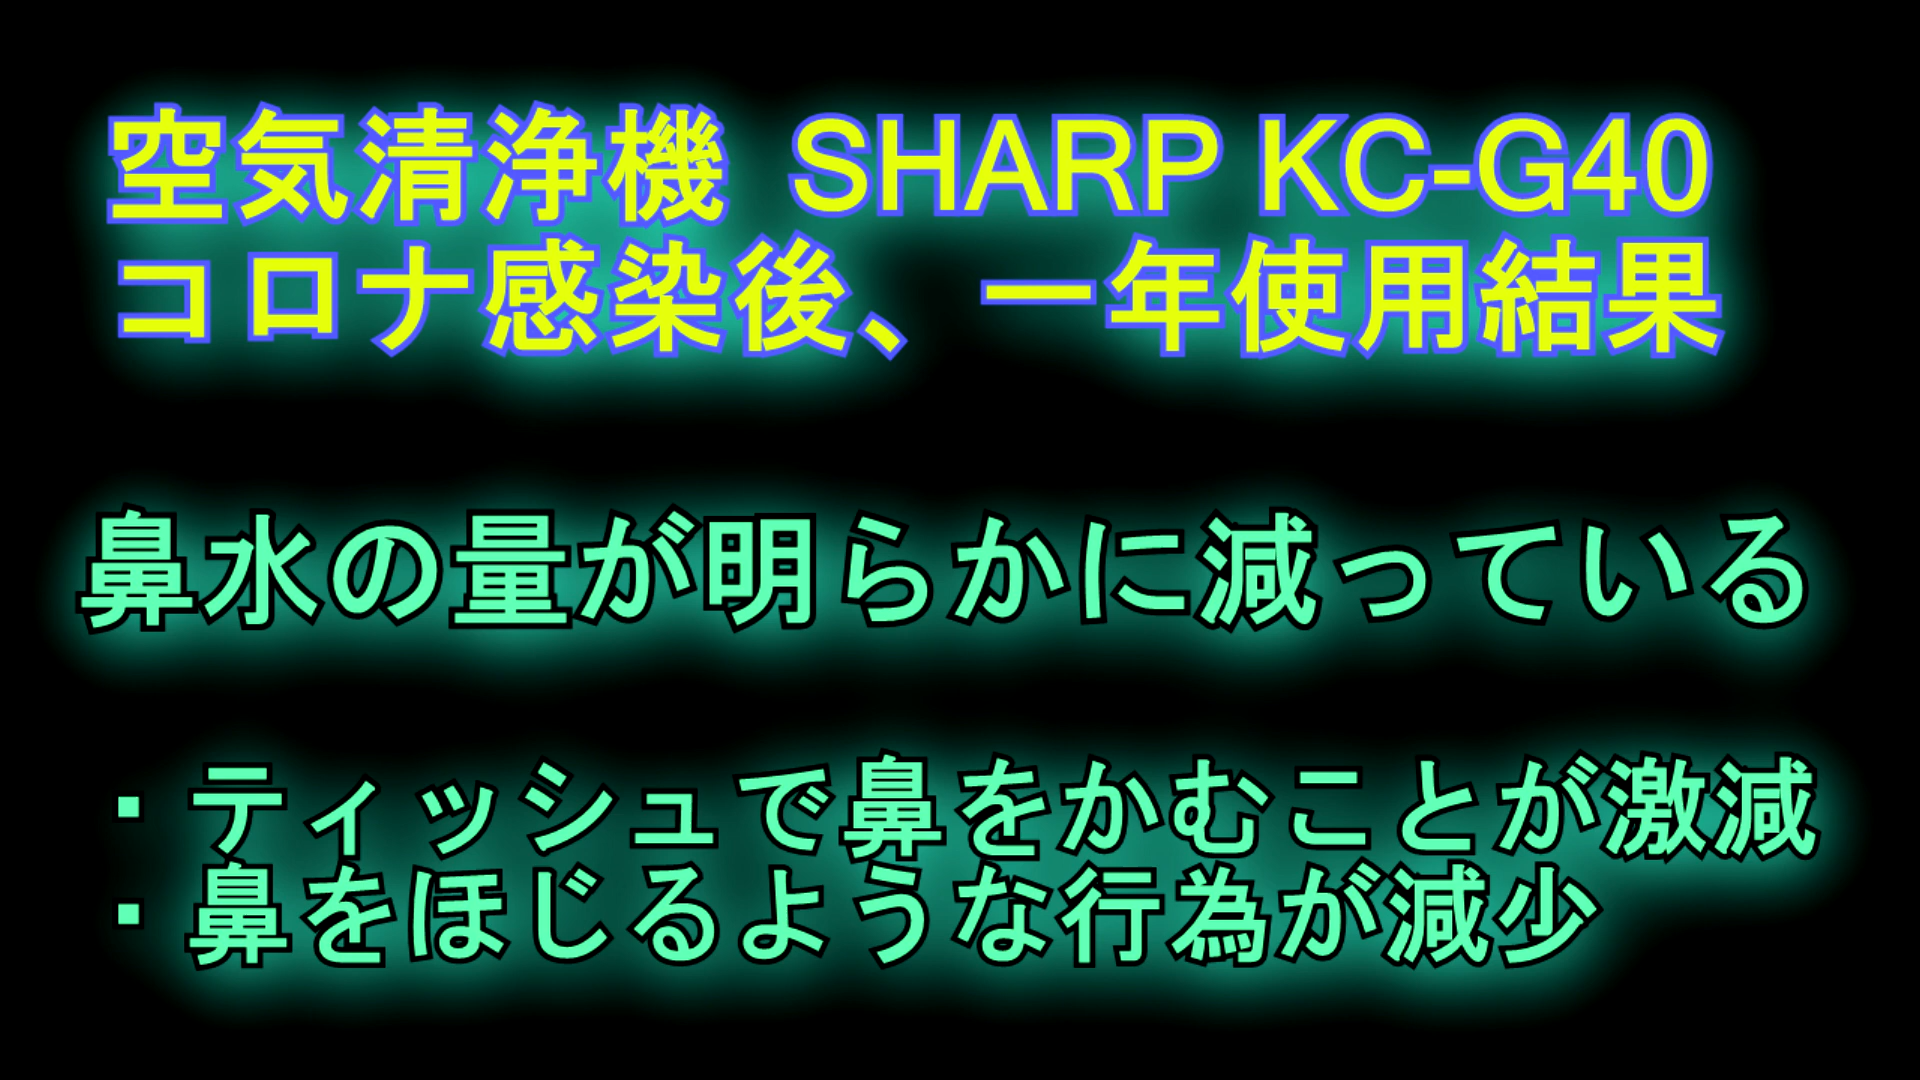 空気清浄機 SHARP KC-G40
コロナ感染後、一年使用結果
鼻水の量が明らかに減っている
・ティッシュで鼻をかむことが激減
・鼻をほじるような行為が減少